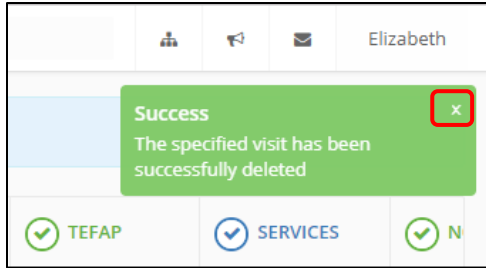 Elizabeth
Success x
The specified visit has been
successfully deleted
TEFAP SERVICES